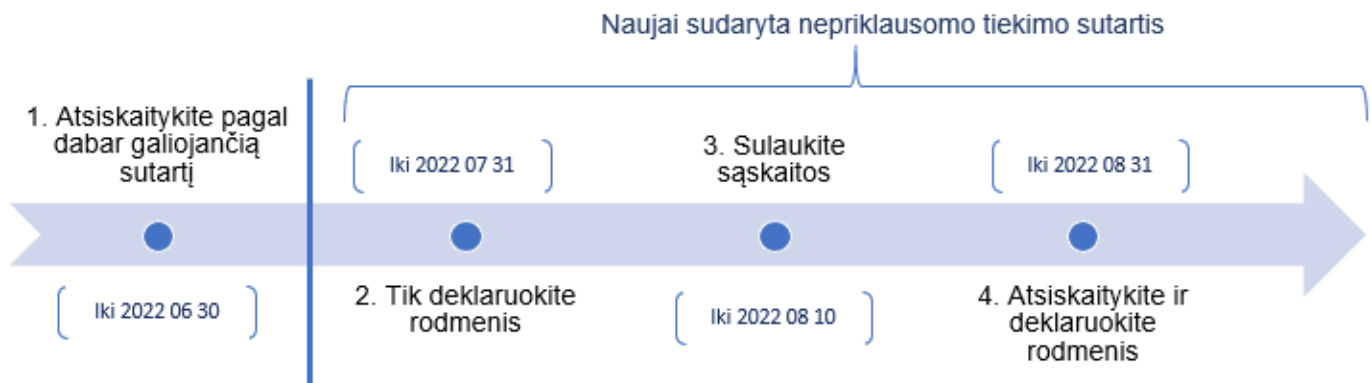 Naujai sudaryta nepriklausomo tiekimo sutartis
1. Atsiskaitykite pagal
dabar galiojančią
sutartį
Iki 2022 06 30
Iki 2022 07 31
2. Tik deklaruokite
rodmenis
3. Sulaukite
sąskaitos
Iki 2022 08 10
Iki 2022 08 31
4. Atsiskaitykite ir
deklaruokite
rodmenis